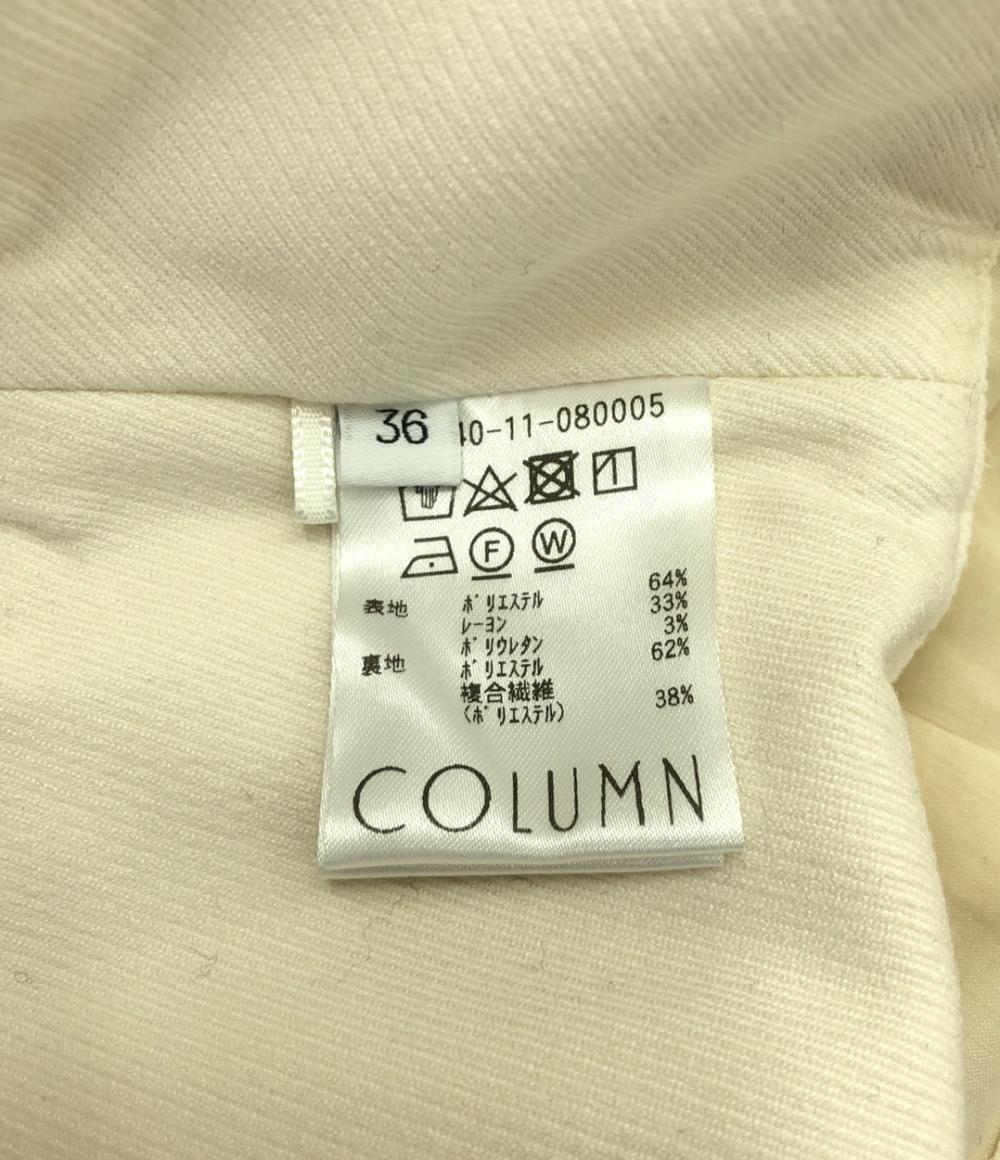 36
40-11-080005
F W
64%
表地 ポリエステル 33%
レーヨン 3%
ポリウレタン 62%
裏地 ポリエステル
複合繊維 38%
(ポリエステル)
COLUMN